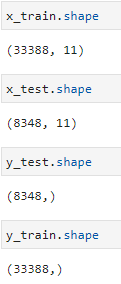 x_train.shape
(33388, 11)
x_test.shape
(8348, 11)
y_test.shape
(8348,)
y_train.shape
(33388,)